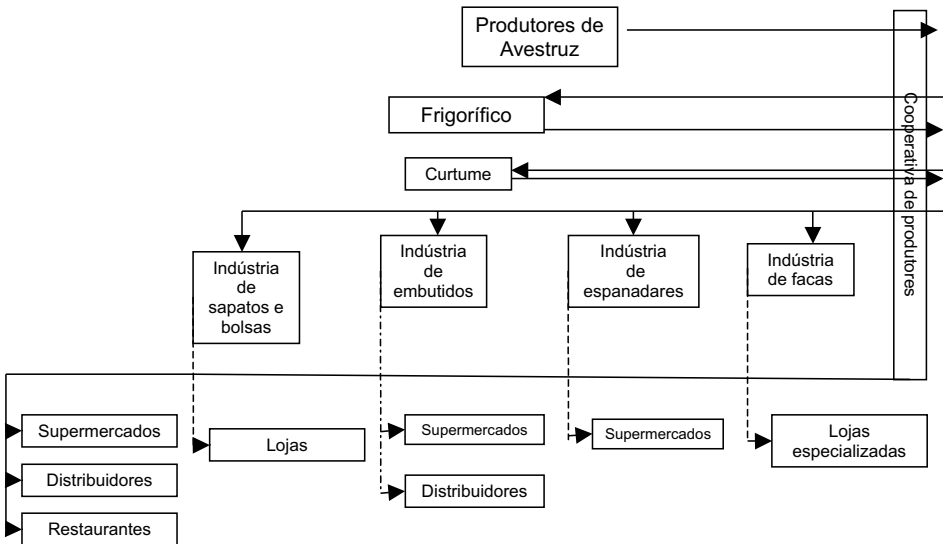 Produtores de
Avestruz
Frigorífico
Curtume
Cooperativa de produtores
Indústria
de
sapatos e
bolsas
Indústria
de
embutidos
Indústria
de
espanadares
Indústria
de facas
Supermercados
Distribuidores
Restaurantes
Lojas
Supermercados
Distribuidores
Supermercados
Lojas
especializadas